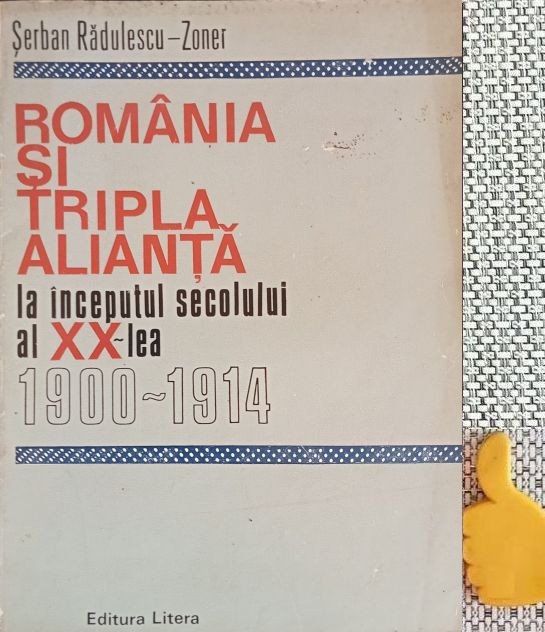 Șerban Rădulescu-Zoner
ROMÂNIA
ȘI
TRIPLA
ALIANȚĂ
la începutul secolului
al XX-lea
1900~1914
Editura Litera